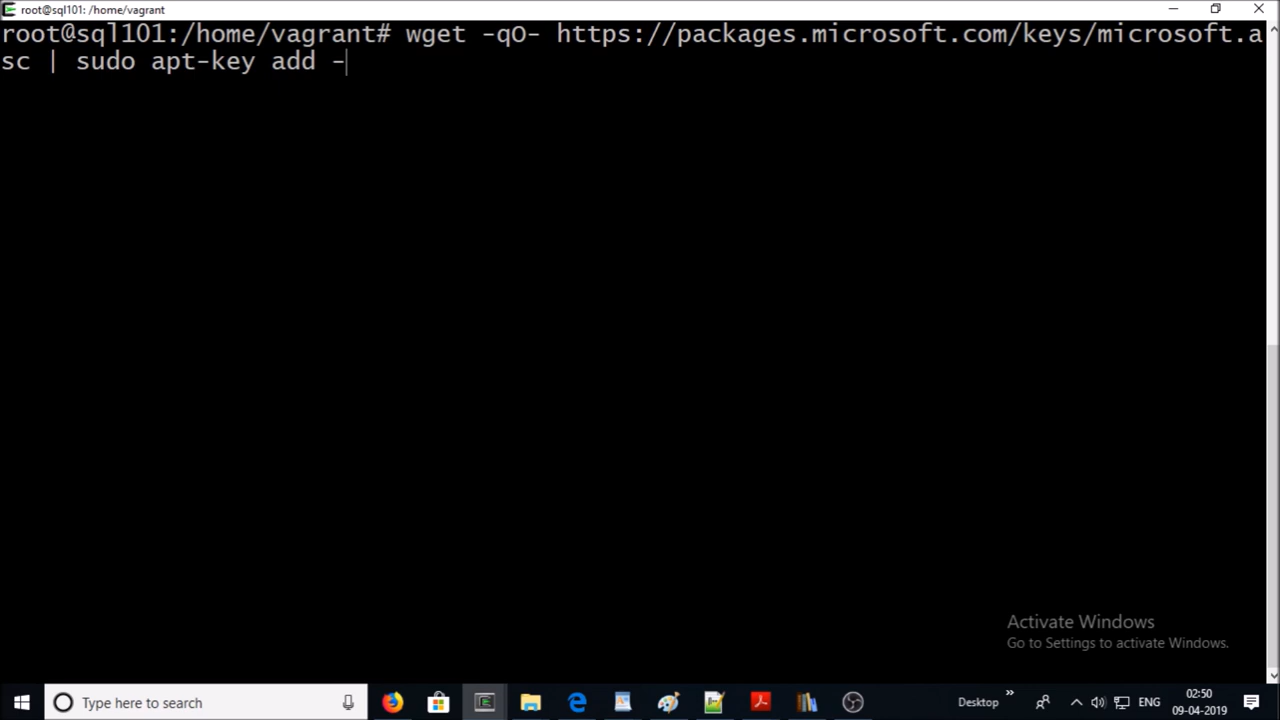 root@sql101: /home/vagrant
root@sql101:/home/vagrant# wget -qO- https://packages.microsoft.com/keys/microsoft.a
sc | sudo apt-key add -
Activate Windows
Go to Settings to activate Windows.
Type here to search
Desktop
»
ENG
02:50
09-04-2019